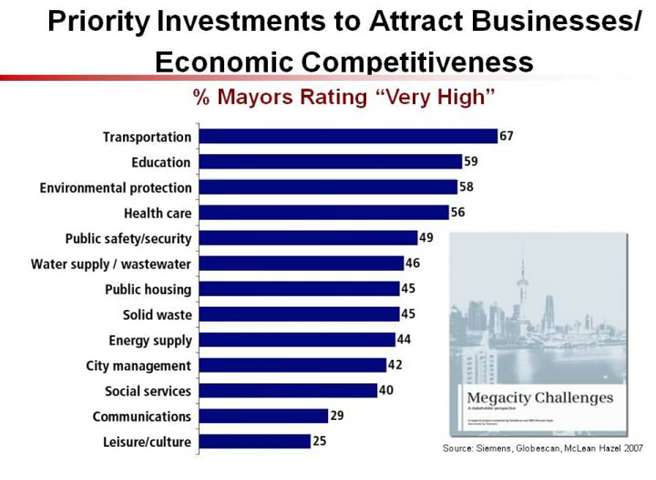 Priority Investments to Attract Businesses/
Economic Competitiveness
% Mayors Rating “Very High”
Transportation 67
Education 59
Environmental protection 58
Health care 56
Public safety/security 49
Water supply / wastewater 46
Public housing 45
Solid waste 45
Energy supply 44
City management 42
Social services 40
Communications 29
Leisure/culture 25
Megacity Challenges
A stakeholder perspective
Source: Siemens, Globescan, McLean Hazel 2007